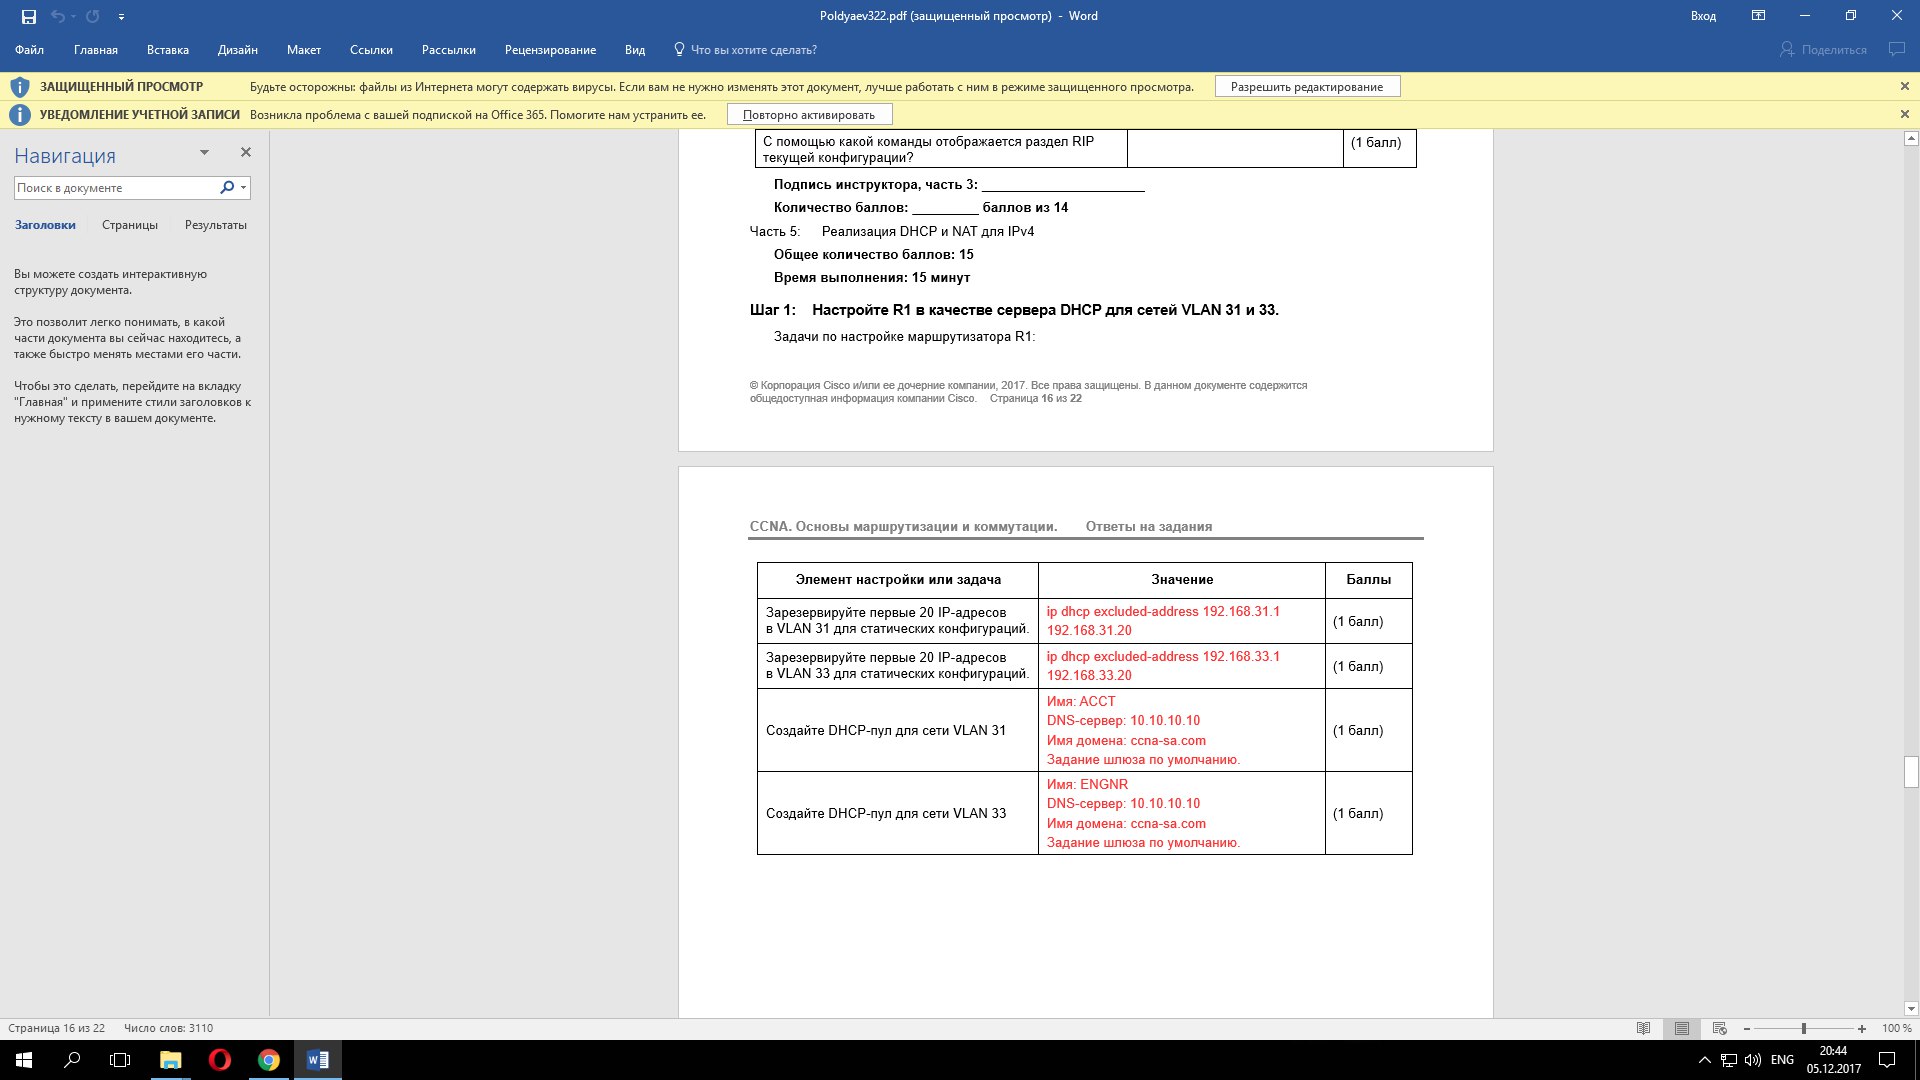 Poldyaev322.pdf (защищенный просмотр) - Word
Вход
Файл Главная Вставка Дизайн Макет Ссылки Рассылки Рецензирование Вид Что вы хотите сделать? Поделиться
ЗАЩИЩЕННЫЙ ПРОСМОТР Будьте осторожны: файлы из Интернета могут содержать вирусы. Если вам не нужно изменять этот документ, лучше работать с ним в режиме защищенного просмотра. Разрешить редактирование
УВЕДОМЛЕНИЕ УЧЕТНОЙ ЗАПИСИ Возникла проблема с вашей подпиской на Office 365. Помогите нам устранить ее. Повторно активировать
Навигация
Поиск в документе
Заголовки Страницы Результаты
Вы можете создать интерактивную
структуру документа.
Это позволит легко понимать, в какой
части документа вы сейчас находитесь, а
также быстро менять местами его части.
Чтобы это сделать, перейдите на вкладку
"Главная" и примените стили заголовков к
нужному тексту в вашем документе.
С помощью какой команды отображается раздел RIP
текущей конфигурации?
(1 балл)
Подпись инструктора, часть 3: ______________________
Количество баллов: _________ баллов из 14
Часть 5: Реализация DHCP и NAT для IPv4
Общее количество баллов: 15
Время выполнения: 15 минут
Шаг 1: Настройте R1 в качестве сервера DHCP для сетей VLAN 31 и 33.
Задачи по настройке маршрутизатора R1:
© Корпорация Cisco и/или ее дочерние компании, 2017. Все права защищены. В данном документе содержится
общедоступная информация компании Cisco. Страница 16 из 22
CCNA. Основы маршрутизации и коммутации. Ответы на задания
Элемент настройки или задача Значение Баллы
Зарезервируйте первые 20 IP-адресов
в VLAN 31 для статических конфигураций.
ip dhcp excluded-address 192.168.31.1
192.168.31.20
(1 балл)
Зарезервируйте первые 20 IP-адресов
в VLAN 33 для статических конфигураций.
ip dhcp excluded-address 192.168.33.1
192.168.33.20
(1 балл)
Создайте DHCP-пул для сети VLAN 31
Имя: ACCT
DNS-сервер: 10.10.10.10
Имя домена: ccna-sa.com
Задание шлюза по умолчанию.
(1 балл)
Создайте DHCP-пул для сети VLAN 33
Имя: ENGNR
DNS-сервер: 10.10.10.10
Имя домена: ccna-sa.com
Задание шлюза по умолчанию.
(1 балл)
Страница 16 из 22 Число слов: 3110
100 %
W
ENG
20:44
05.12.2017